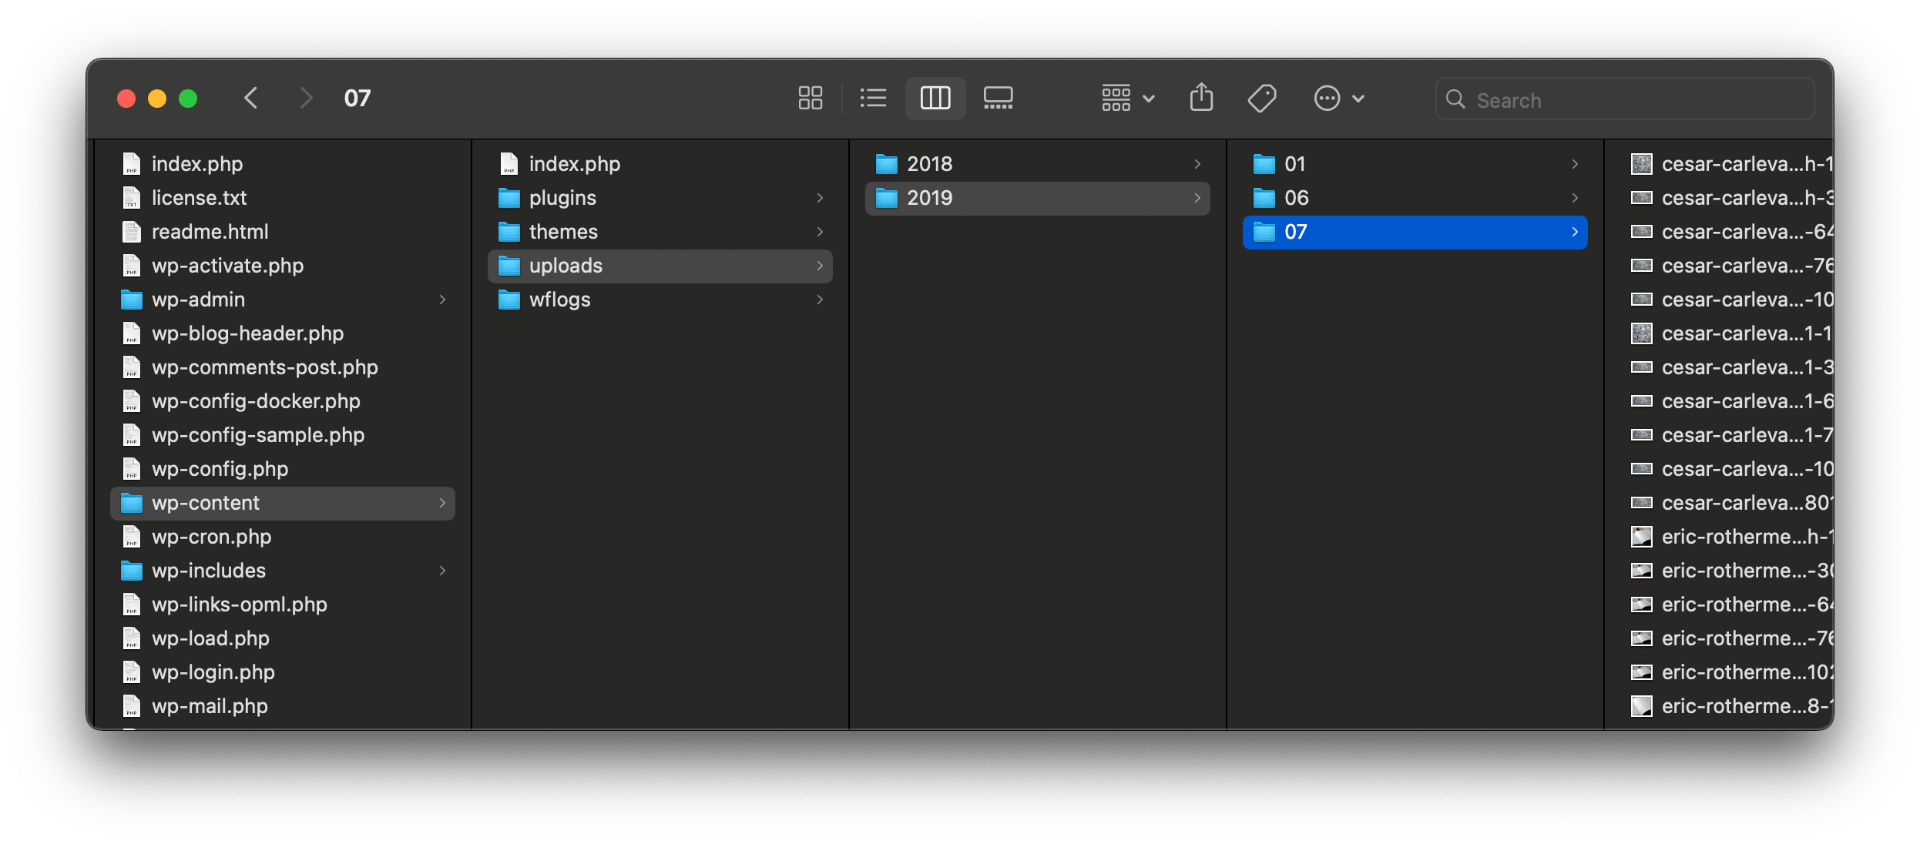 07
Search
index.php
license.txt
readme.html
wp-activate.php
wp-admin
wp-blog-header.php
wp-comments-post.php
wp-config-docker.php
wp-config-sample.php
wp-config.php
wp-content
wp-cron.php
wp-includes
wp-links-opml.php
wp-load.php
wp-login.php
wp-mail.php
index.php
plugins
themes
uploads
wflogs
2018
2019
01
06
07
cesar-carleva...h-1
cesar-carleva...h-3
cesar-carleva...-64
cesar-carleva...-76
cesar-carleva...-10
cesar-carleva...1-1
cesar-carleva...1-3
cesar-carleva...1-6
cesar-carleva...1-7
cesar-carleva...-10
cesar-carleva...801
eric-rotherme...h-1
eric-rotherme...-30
eric-rotherme...-64
eric-rotherme...-76
eric-rotherme...102
eric-rotherme...8-1